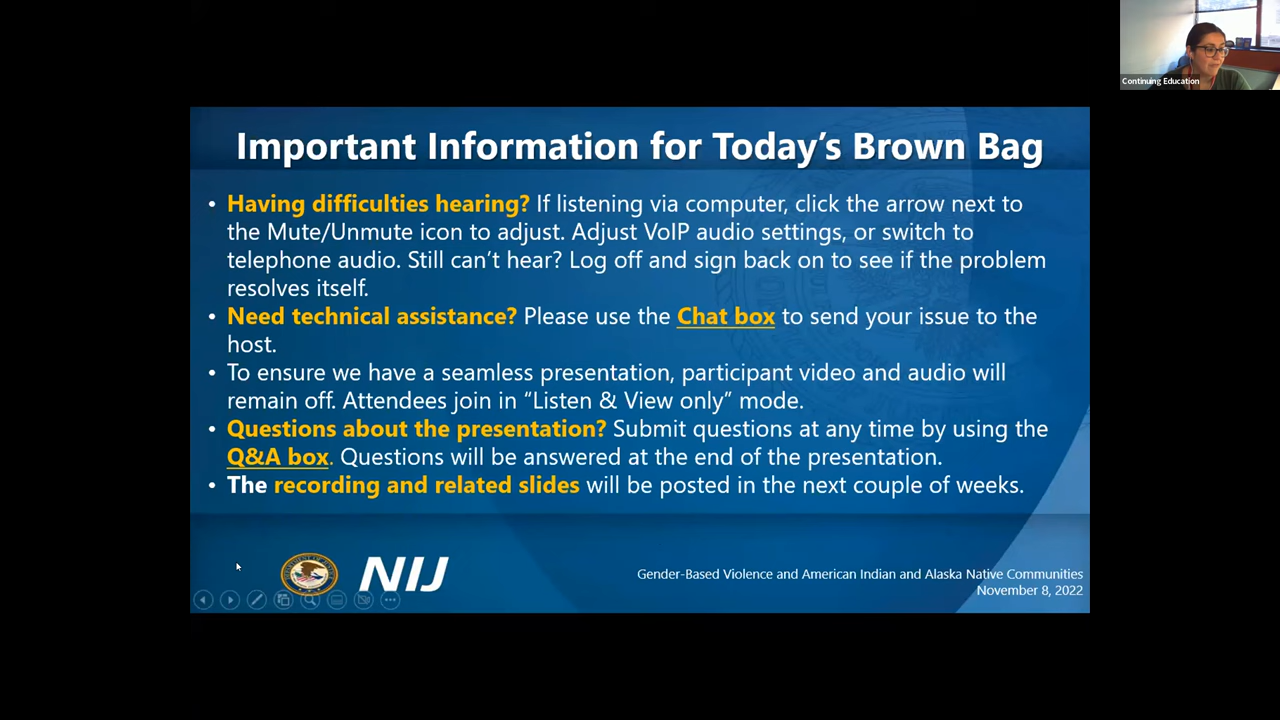 Continuing Education
Important Information for Today's Brown Bag
• Having difficulties hearing? If listening via computer, click the arrow next to
the Mute/Unmute icon to adjust. Adjust VoIP audio settings, or switch to
telephone audio. Still can't hear? Log off and sign back on to see if the problem
resolves itself.
• Need technical assistance? Please use the Chat box to send your issue to the
host.
• To ensure we have a seamless presentation, participant video and audio will
remain off. Attendees join in “Listen & View only” mode.
• Questions about the presentation? Submit questions at any time by using the
Q&A box. Questions will be answered at the end of the presentation.
• The recording and related slides will be posted in the next couple of weeks.
NIJ
Gender-Based Violence and American Indian and Alaska Native Communities
November 8, 2022